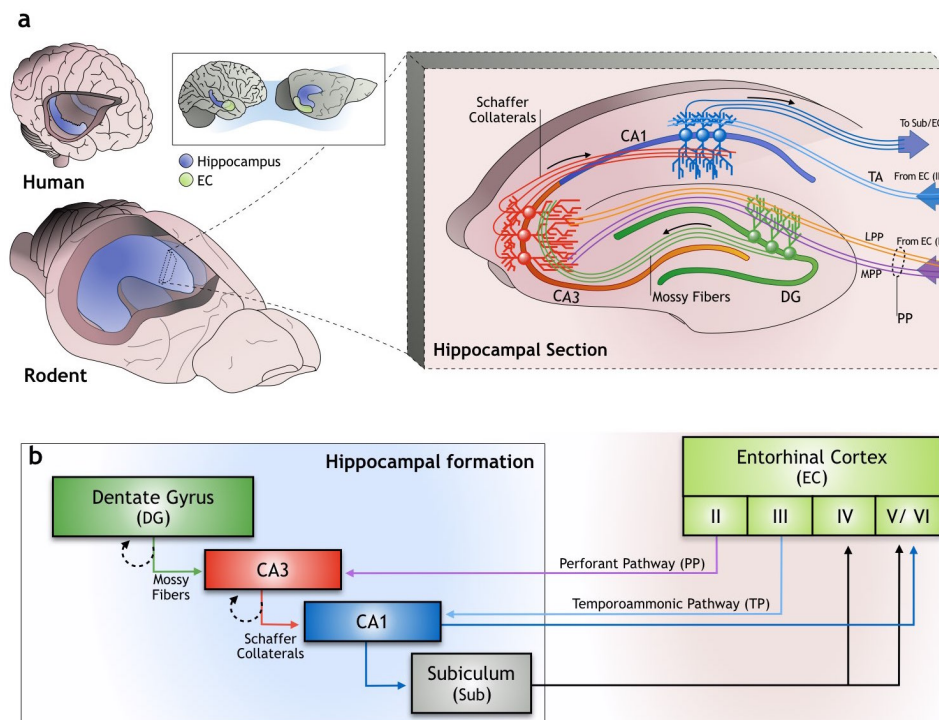 a
Human
Hippocampus
EC
Rodent
Schaffer
Collaterals
CA1
To Sub/EC
TA
From EC (II
LPP
From EC (I
MPP
PP
CA3
Mossy Fibers
DG
Hippocampal Section
b
Hippocampal formation
Dentate Gyrus
(DG)
Mossy
Fibers
CA3
Schaffer
Collaterals
CA1
Subiculum
(Sub)
Entorhinal Cortex
(EC)
II
III
IV
V/ VI
Perforant Pathway (PP)
Temporoammonic Pathway (TP)